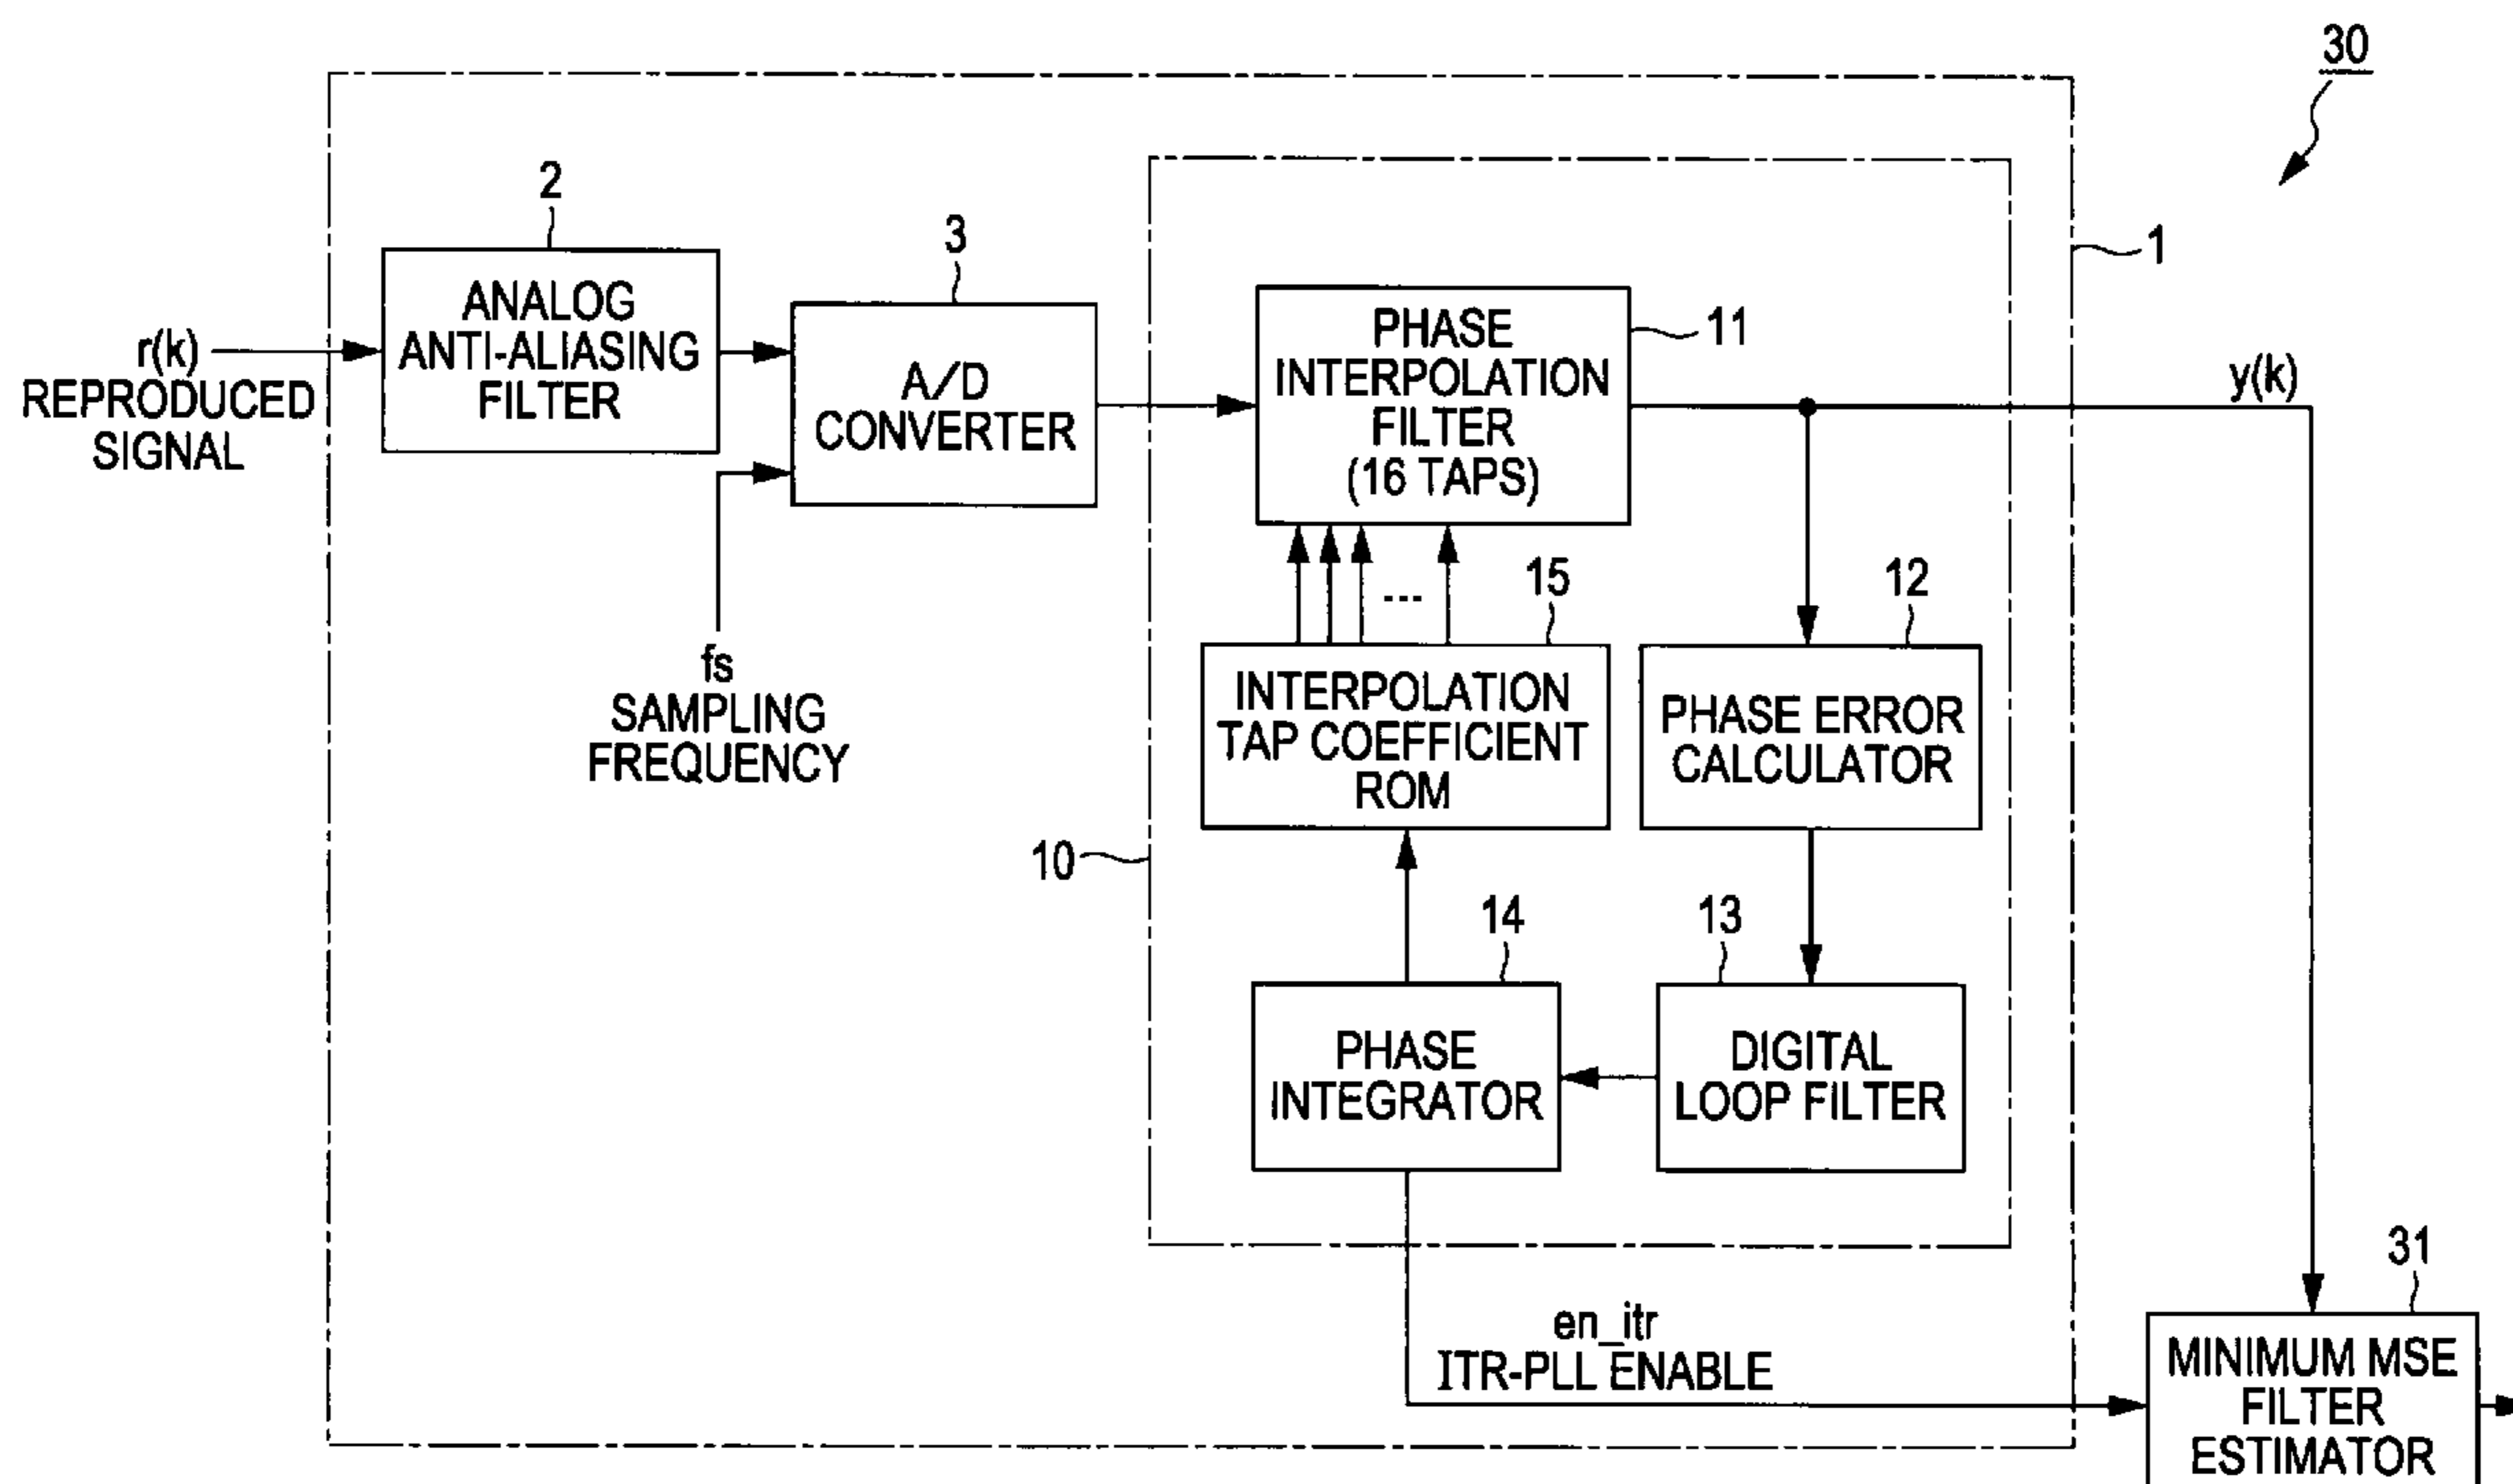 30
1
2
ANALOG
ANTI-ALIASING
FILTER
r(k)
REPRODUCED
SIGNAL
3
A/D
CONVERTER
fs
SAMPLING
FREQUENCY
PHASE
INTERPOLATION
FILTER
(16 TAPS)
11
y(k)
...
15
12
INTERPOLATION
TAP COEFFICIENT
ROM
PHASE ERROR
CALCULATOR
10
14
13
PHASE
INTEGRATOR
DIGITAL
LOOP FILTER
en_itr
ITR-PLL ENABLE
31
MINIMUM MSE
FILTER
ESTIMATOR